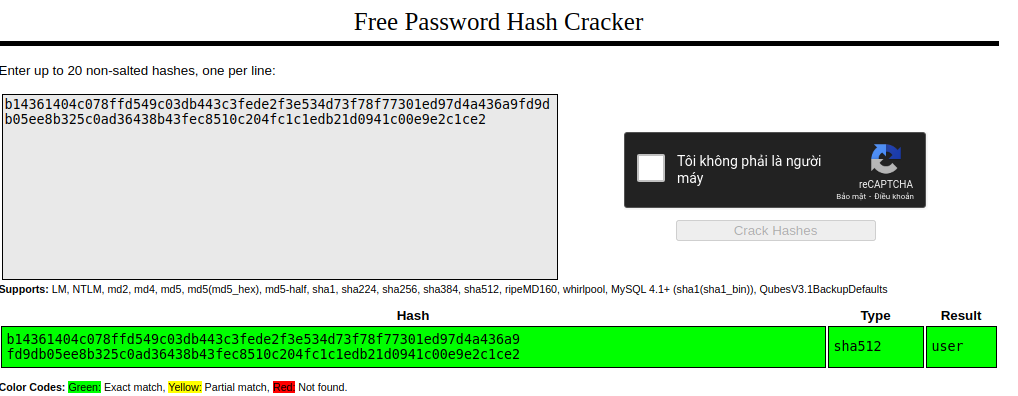 Free Password Hash Cracker
Enter up to 20 non-salted hashes, one per line:
b14361404c078ffd549c03db443c3fede2f3e534d73f78f77301ed97d4a436a9fd9d
b05ee8b325c0ad36438b43fec8510c204fc1c1edb21d0941c00e9e2c1ce2
Tôi không phải là người
máy
reCAPTCHA
Bảo mật - Điều khoản
Crack Hashes
Supports: LM, NTLM, md2, md4, md5, md5(md5_hex), md5-half, sha1, sha224, sha256, sha384, sha512, ripeMD160, whirlpool, MySQL 4.1+ (sha1(sha1_bin)), QubesV3.1BackupDefaults
Hash Type Result
b14361404c078ffd549c03db443c3fede2f3e534d73f78f77301ed97d4a436a9
fd9db05ee8b325c0ad36438b43fec8510c204fc1c1edb21d0941c00e9e2c1ce2
sha512
user
Color Codes: Green: Exact match, Yellow: Partial match, Red: Not found.